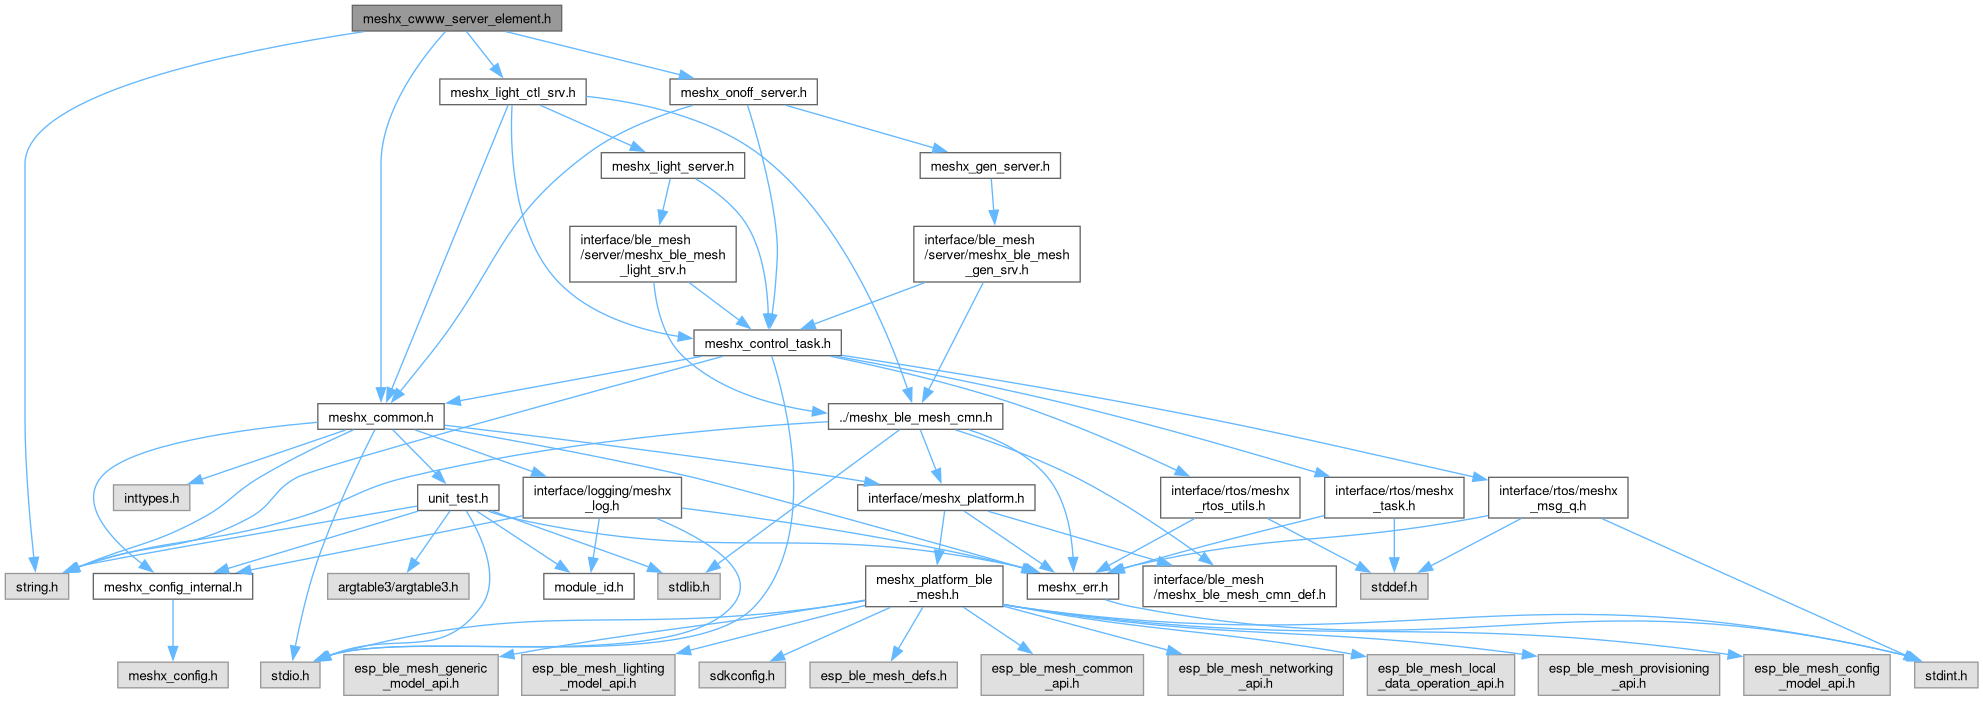 meshx_cwww_server_element.h
meshx_light_ctl_srv.h
meshx_onoff_server.h
meshx_light_server.h
meshx_gen_server.h
interface/ble_mesh
/server/meshx_ble_mesh
_light_srv.h
interface/ble_mesh
/server/meshx_ble_mesh
_gen_srv.h
meshx_control_task.h
meshx_common.h
../meshx_ble_mesh_cmn.h
inttypes.h
unit_test.h
interface/logging/meshx
_log.h
interface/meshx_platform.h
interface/rtos/meshx
_rtos_utils.h
interface/rtos/meshx
_task.h
interface/rtos/meshx
_msg_q.h
string.h
meshx_config_internal.h
argtable3/argtable3.h
module_id.h
stdlib.h
meshx_platform_ble
_mesh.h
meshx_err.h
interface/ble_mesh
/meshx_ble_mesh_cmn_def.h
stddef.h
meshx_config.h
stdio.h
esp_ble_mesh_generic
_model_api.h
esp_ble_mesh_lighting
_model_api.h
sdkconfig.h
esp_ble_mesh_defs.h
esp_ble_mesh_common
_api.h
esp_ble_mesh_networking
_api.h
esp_ble_mesh_local
_data_operation_api.h
esp_ble_mesh_provisioning
_api.h
esp_ble_mesh_config
_model_api.h
stdint.h